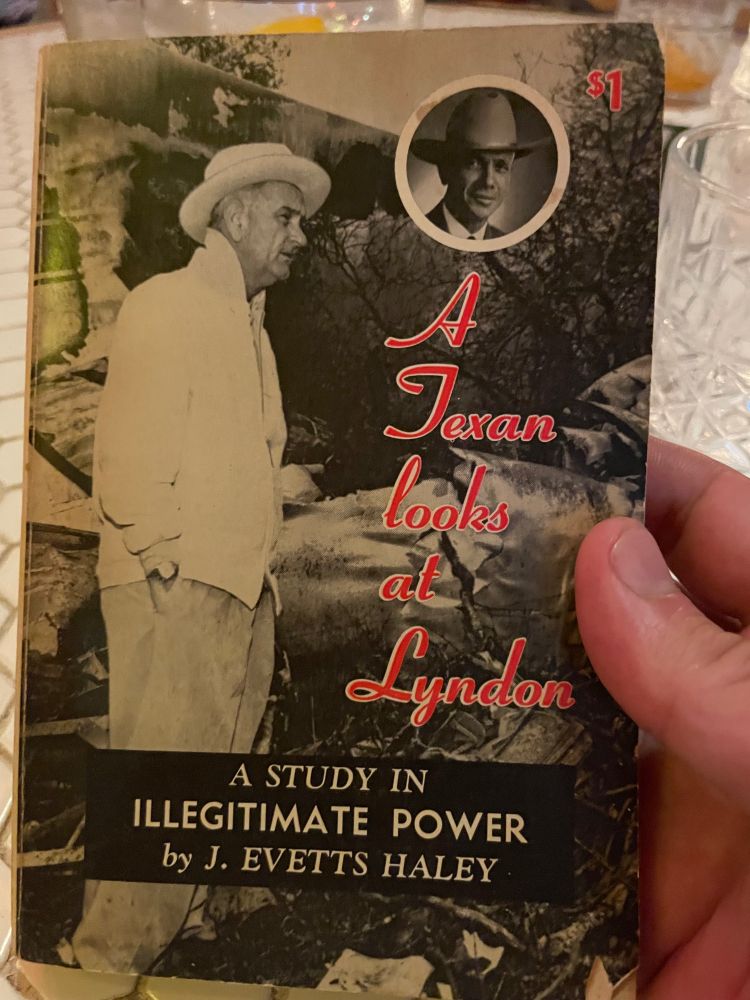 $1
A
Texan
looks
at
Lyndon
A STUDY IN
ILLEGITIMATE POWER
by J. EVETTS HALEY